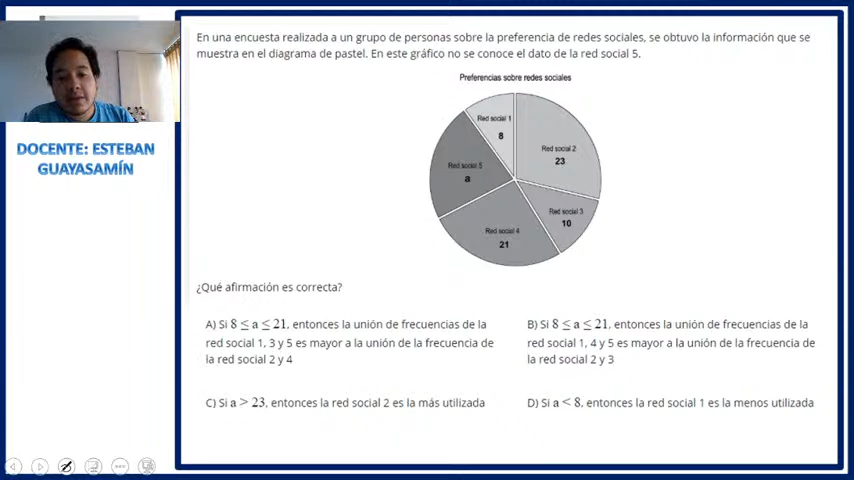 En una encuesta realizada a un grupo de personas sobre la preferencia de redes sociales, se obtuvo la información que se
muestra en el diagrama de pastel. En este gráfico no se conoce el dato de la red social 5.
Preferencias sobre redes sociales
Red social 1
8
Red social 2
23
Red social 5
a
Red social 3
10
Red social 4
21
DOCENTE: ESTEBAN
GUAYASAMÍN
¿Qué afirmación es correcta?
A) Si 8 ≤ a ≤ 21, entonces la unión de frecuencias de la
red social 1, 3 y 5 es mayor a la unión de la frecuencia de
la red social 2 y 4
B) Si 8 ≤ a ≤ 21, entonces la unión de frecuencias de la
red social 1, 4 y 5 es mayor a la unión de la frecuencia de
la red social 2 y 3
C) Si a > 23, entonces la red social 2 es la más utilizada
D) Si a < 8, entonces la red social 1 es la menos utilizada